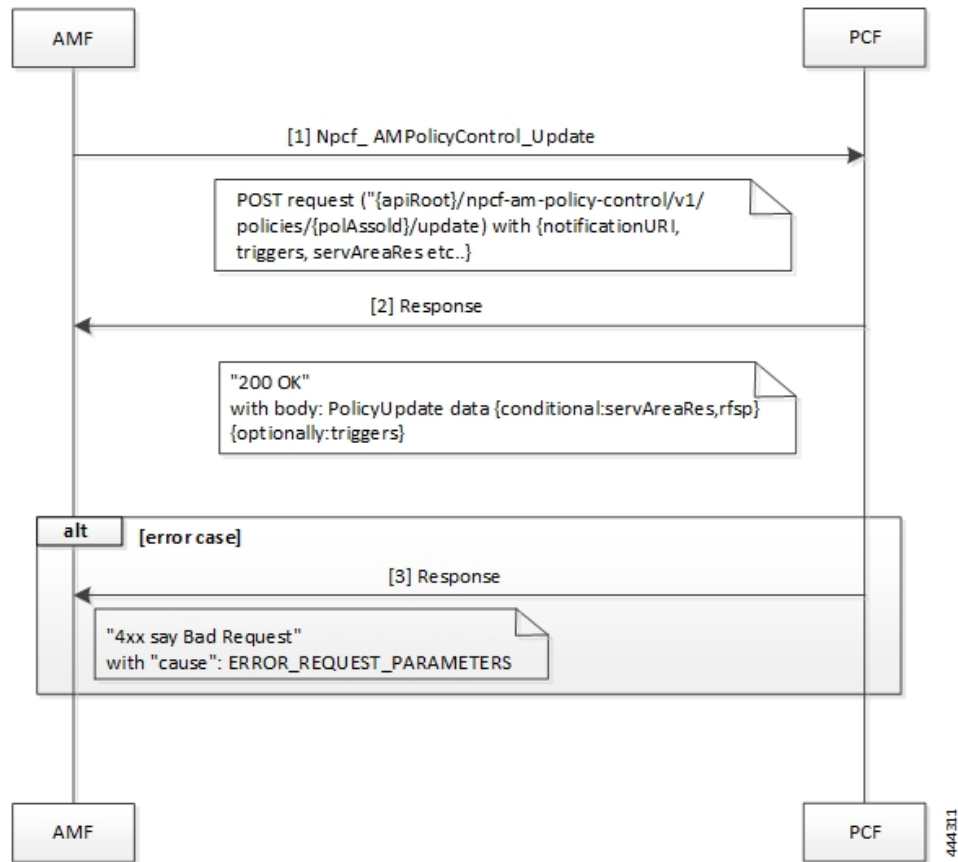 AMF
PCF
[1] Npcf_ AMPolicyControl_Update
POST request ("{apiRoot}/npcf-am-policy-control/v1/
policies/{polAssoId}/update) with {notificationURI,
triggers, servAreaRes etc..}
[2] Response
"200 OK"
with body: PolicyUpdate data {conditional:servAreaRes,rfsp}
{optionally:triggers}
alt
[error case]
[3] Response
"4xx say Bad Request"
with "cause": ERROR_REQUEST_PARAMETERS
AMF
PCF
444311